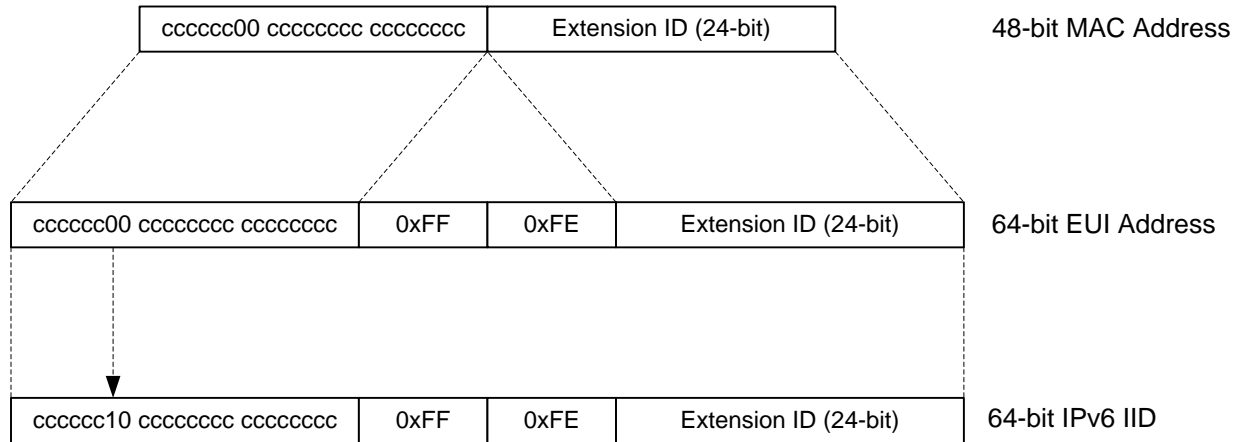 cccccc00 cccccccc cccccccc Extension ID (24-bit) 48-bit MAC Address
cccccc00 cccccccc cccccccc 0xFF 0xFE Extension ID (24-bit) 64-bit EUI Address
cccccc10 cccccccc cccccccc 0xFF 0xFE Extension ID (24-bit) 64-bit IPv6 IID